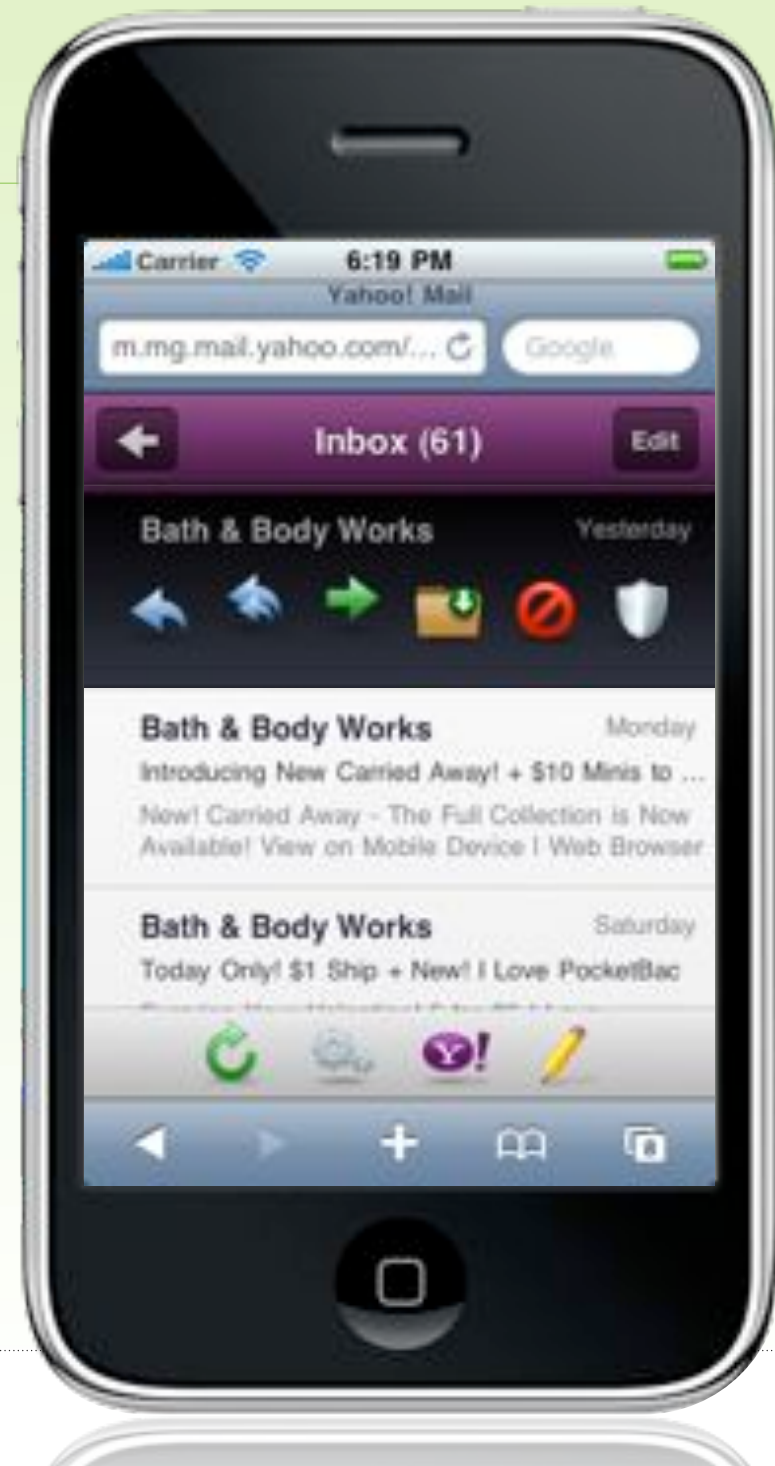 Carrier 6:19 PM
Yahoo! Mail
m.mg.mail.yahoo.com/... Google
Inbox (61) Edit
Bath & Body Works Yesterday
Bath & Body Works Monday
Introducing New Carried Away! + $10 Minis to ...
New! Carried Away - The Full Collection is Now
Available! View on Mobile Device | Web Browser
Bath & Body Works Saturday
Today Only! $1 Ship + New! I Love PocketBac
Y!
8